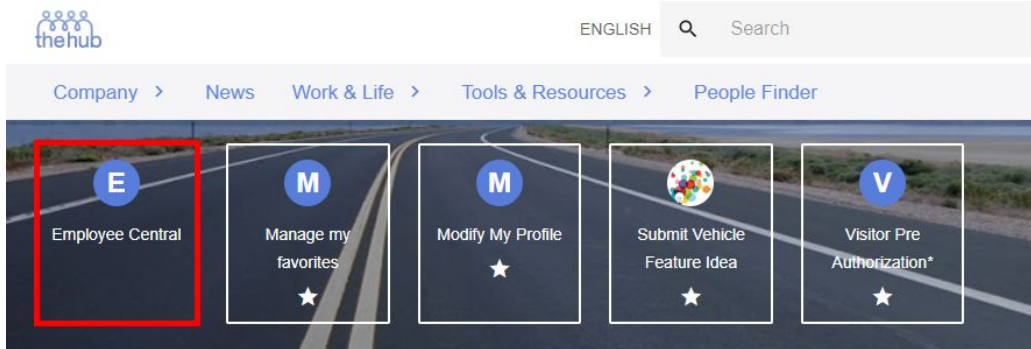 thehub
ENGLISH
Search
Company
News
Work & Life
Tools & Resources
People Finder
E
Employee Central
M
Manage my
favorites
M
Modify My Profile
Submit Vehicle
Feature Idea
V
Visitor Pre
Authorization*